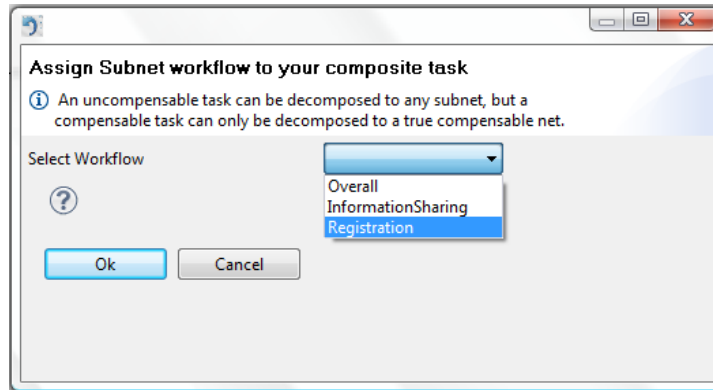 Assign Subnet workflow to your composite task
An uncompensable task can be decomposed to any subnet, but a
compensable task can only be decomposed to a true compensable net.
Select Workflow
Overall
InformationSharing
Registration
Ok Cancel